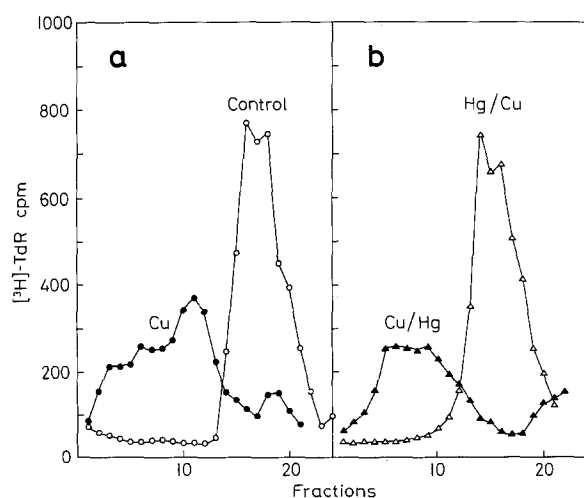 1000
800
600
400
200
0
[³H]-TdR cpm
a
Control
Cu
b
Hg/Cu
Cu/Hg
10
20
10
20
Fractions